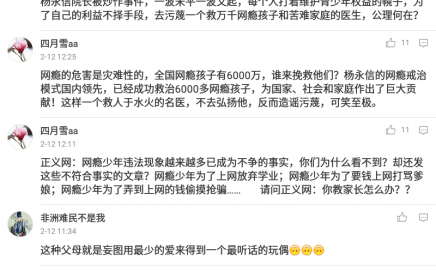 杨永信院长被炒作事件，一波未平一波又起，每个人打着维护青少年权益的幌子，为
了自己的利益不择手段，去污蔑一个救万千网瘾孩子和苦难家庭的医生，公理何在？
四月雪aa
11
2-12 12:25
网瘾的危害是灾难性的，全国网瘾孩子有6000万，谁来挽救他们？杨永信的网瘾戒治
模式国内领先，已经成功救治6000多网瘾孩子，为国家、社会和家庭作出了巨大贡
献！这样一个救人于水火的名医，不去弘扬他，反而造谣污蔑，可笑至极。
四月雪aa
11
2-12 12:11
正义网：网瘾少年违法现象越来越多已成为不争的事实，你们为什么看不到？却还发
这些不符合事实的文章？网瘾少年为了上网放弃学业；网瘾少年为了要钱上网打骂爹
娘；网瘾少年为了弄到上网的钱偷摸抢骗…… 请问正义网：你教家长怎么办？？
非洲难民不是我
2-12 11:34
这种父母就是妄图用最少的爱来得到一个最听话的玩偶